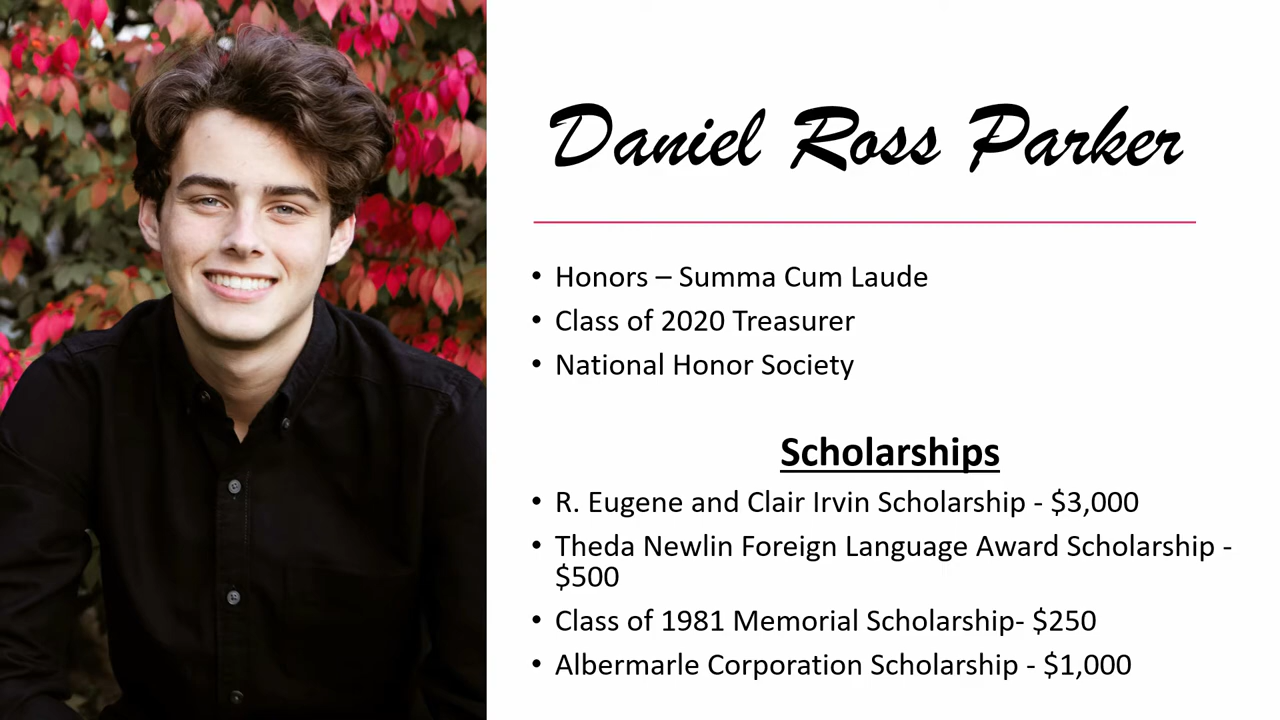 Daniel Ross Parker
• Honors – Summa Cum Laude
• Class of 2020 Treasurer
• National Honor Society
Scholarships
• R. Eugene and Clair Irvin Scholarship - $3,000
• Theda Newlin Foreign Language Award Scholarship -
$500
• Class of 1981 Memorial Scholarship- $250
• Albermarle Corporation Scholarship - $1,000